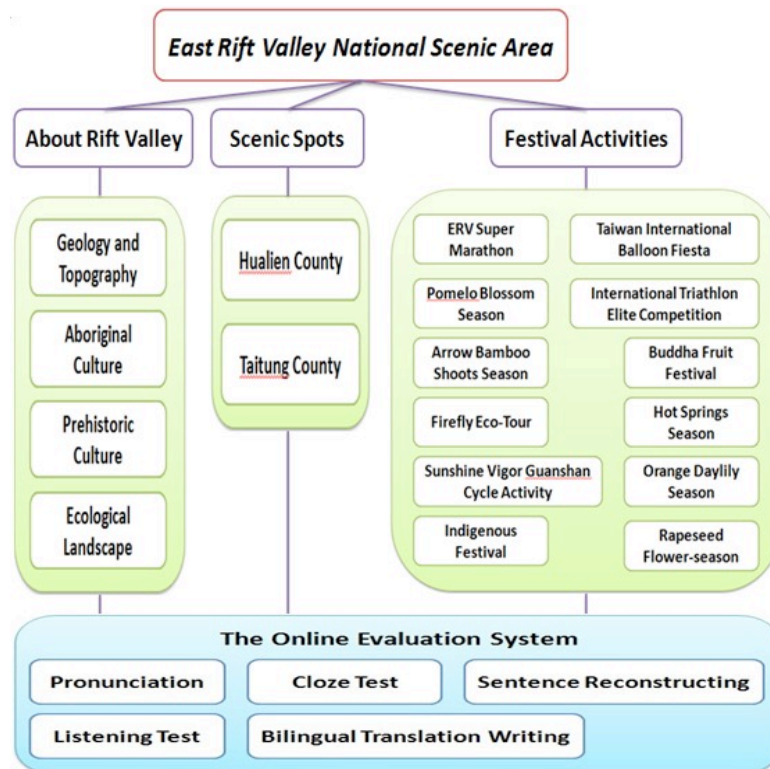 East Rift Valley National Scenic Area
About Rift Valley
Scenic Spots
Festival Activities
Geology and
Topography
Aboriginal
Culture
Prehistoric
Culture
Ecological
Landscape
Hualien County
Taitung County
ERV Super
Marathon
Taiwan International
Balloon Fiesta
Pomelo Blossom
Season
International Triathlon
Elite Competition
Arrow Bamboo
Shoots Season
Buddha Fruit
Festival
Firefly Eco-Tour
Hot Springs
Season
Sunshine Vigor Guanshan
Cycle Activity
Orange Daylily
Season
Indigenous
Festival
Rapeseed
Flower-season
The Online Evaluation System
Pronunciation
Cloze Test
Sentence Reconstructing
Listening Test
Bilingual Translation Writing